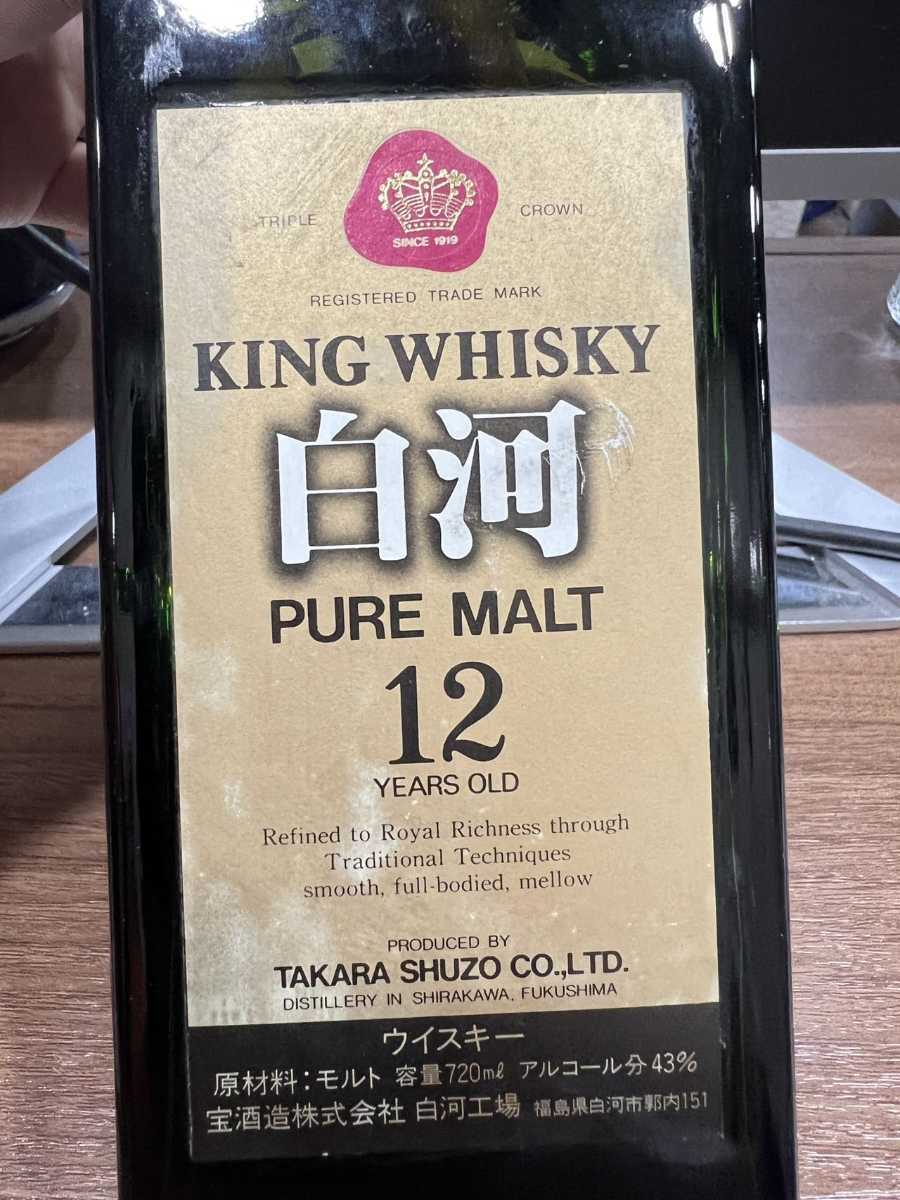 TRIPLE CROWN
SINCE 1919
REGISTERED TRADE MARK
KING WHISKY
白河
PURE MALT
12
YEARS OLD
Refined to Royal Richness through
Traditional Techniques
smooth, full-bodied, mellow
PRODUCED BY
TAKARA SHUZO CO.,LTD.
DISTILLERY IN SHIRAKAWA, FUKUSHIMA
ウイスキー
原材料：モルト 容量720mℓ アルコール分43%
宝酒造株式会社 白河工場 福島県白河市郭内151